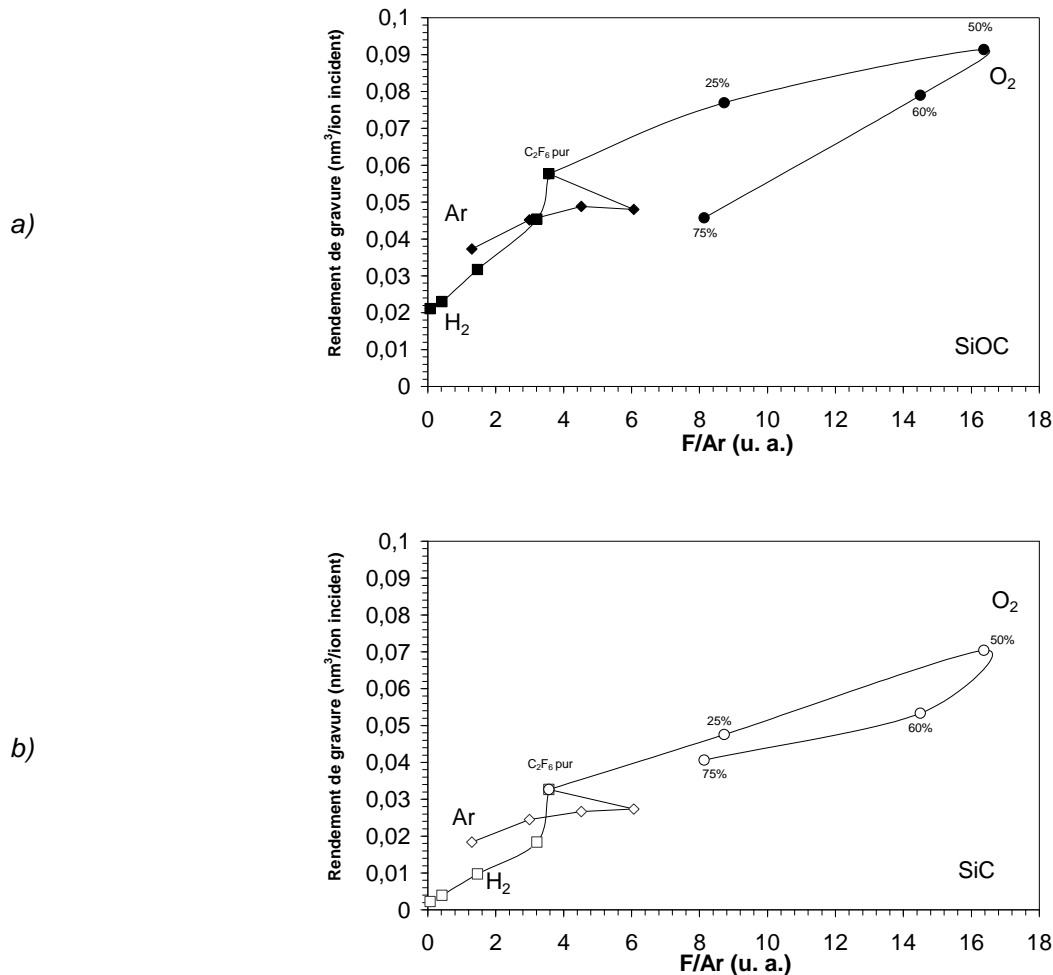 a)
Rendement de gravure (nm³/ion incident)
0,1
0,09
0,08
0,07
0,06
0,05
0,04
0,03
0,02
0,01
0
50%
O₂
25%
60%
C₂F₆ pur
Ar
75%
H₂
SiOC
0 2 4 6 8 10 12 14 16 18
F/Ar (u. a.)
b)
Rendement de gravure (nm³/ion incident)
0,1
0,09
0,08
0,07
0,06
0,05
0,04
0,03
0,02
0,01
0
O₂
50%
25%
60%
C₂F₆ pur
75%
Ar
H₂
SiC
0 2 4 6 8 10 12 14 16 18
F/Ar (u. a.)